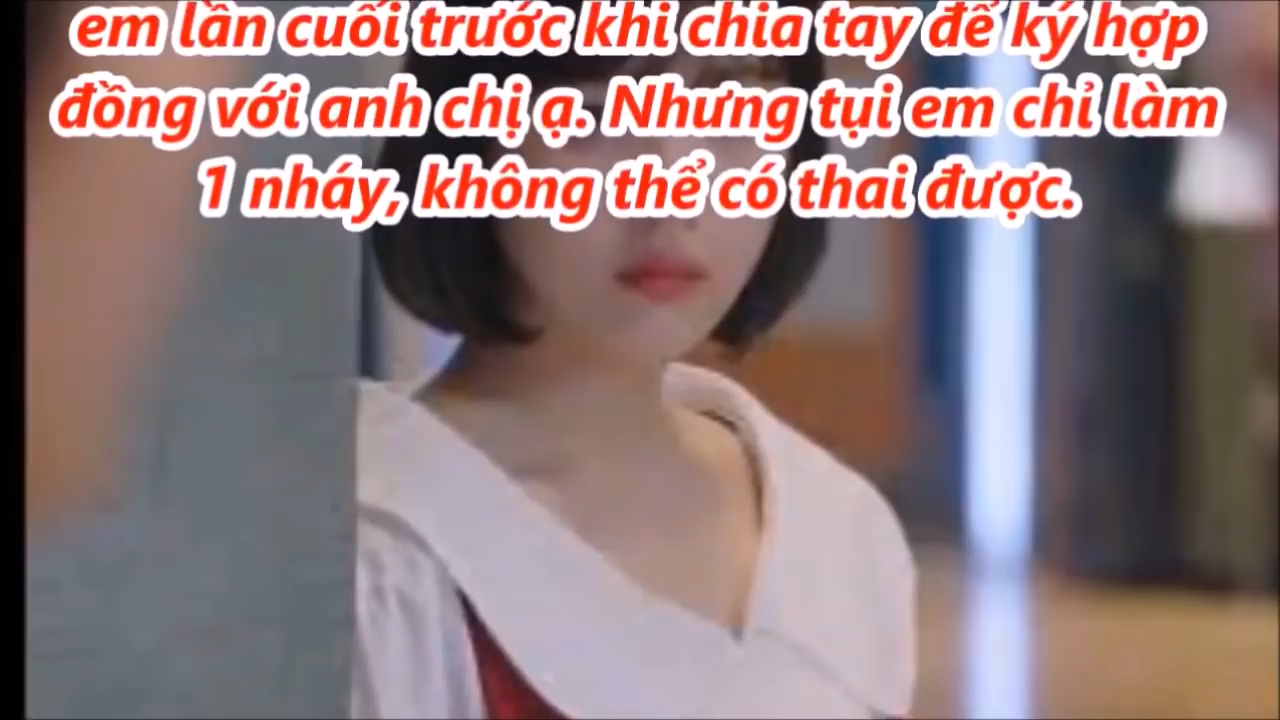 em lần cuối trước khi chia tay để ký hợp
đồng với anh chị ạ. Nhưng tụi em chỉ làm
1 nháy, không thể có thai được.